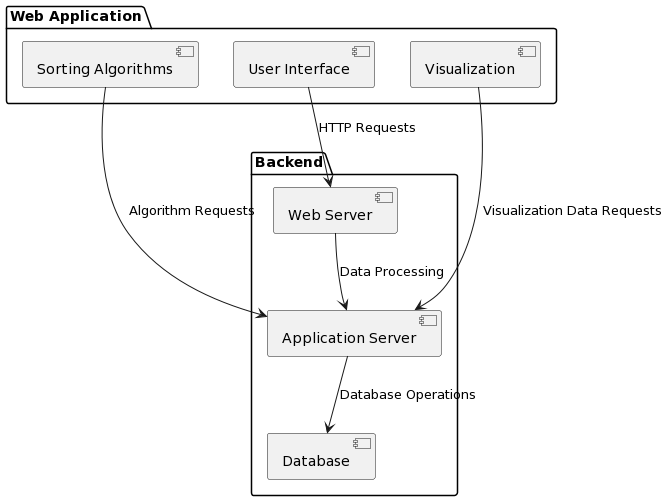 Web Application
Sorting Algorithms
User Interface
Visualization
HTTP Requests
Backend
Web Server
Algorithm Requests
Visualization Data Requests
Data Processing
Application Server
Database Operations
Database